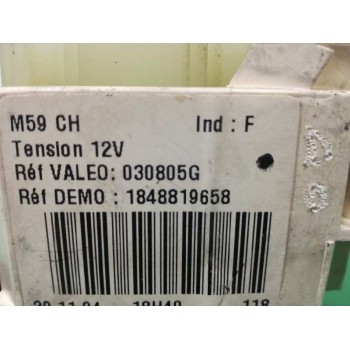 M59 CH Ind : F
Tension 12V
Réf VALEO: 030805G
Réf DEMO : 1848819658